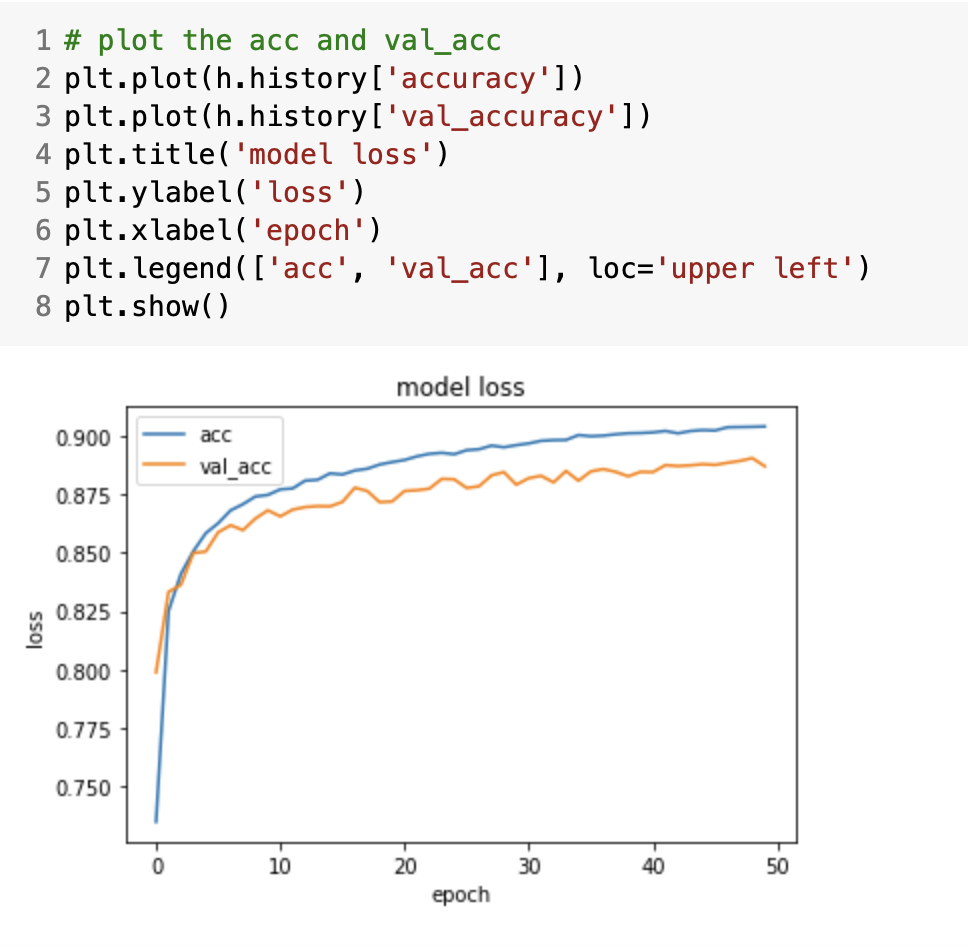 1 # plot the acc and val_acc
2 plt.plot(h.history['accuracy'])
3 plt.plot(h.history['val_accuracy'])
4 plt.title('model loss')
5 plt.ylabel('loss')
6 plt.xlabel('epoch')
7 plt.legend(['acc', 'val_acc'], loc='upper left')
8 plt.show()
model loss
acc
val_acc
0.900
0.875
0.850
0.825
0.800
0.775
0.750
loss
0 10 20 30 40 50
epoch